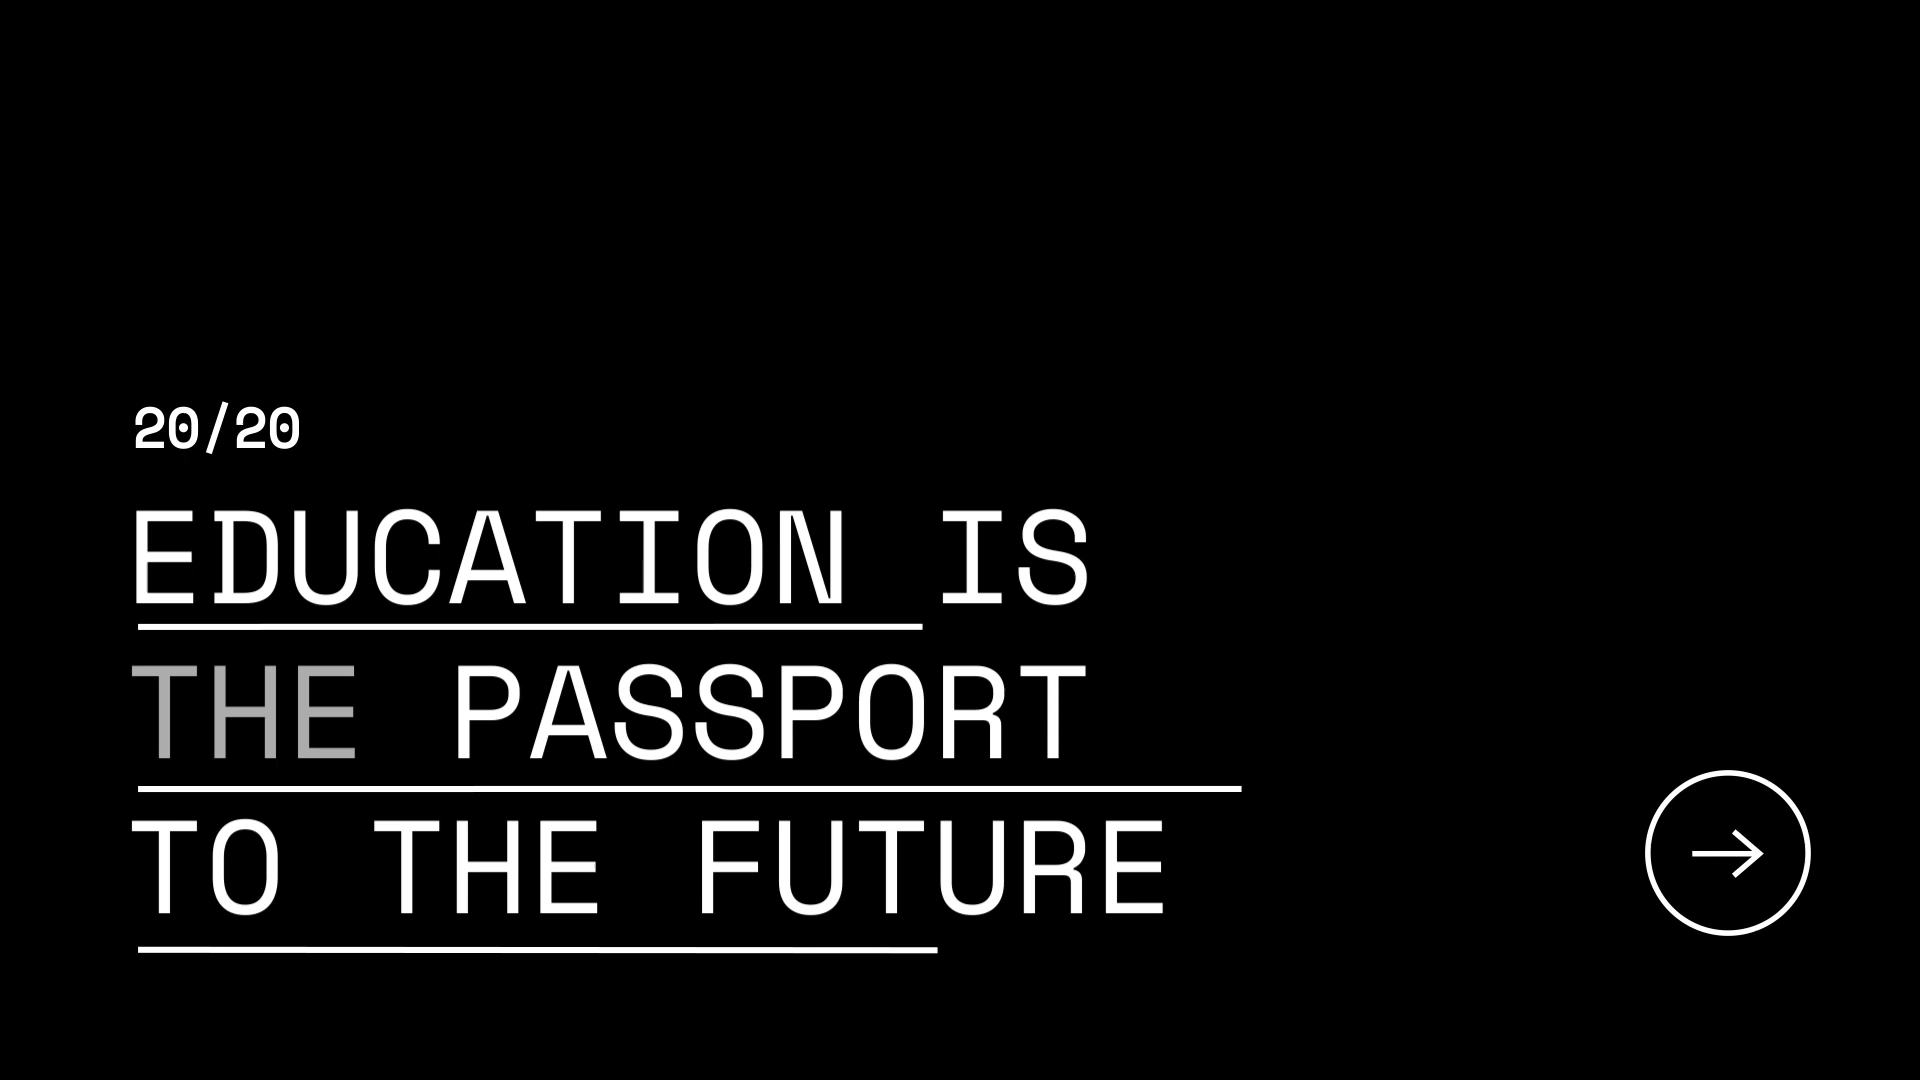 20/20
EDUCATION IS
THE PASSPORT
TO THE FUTURE